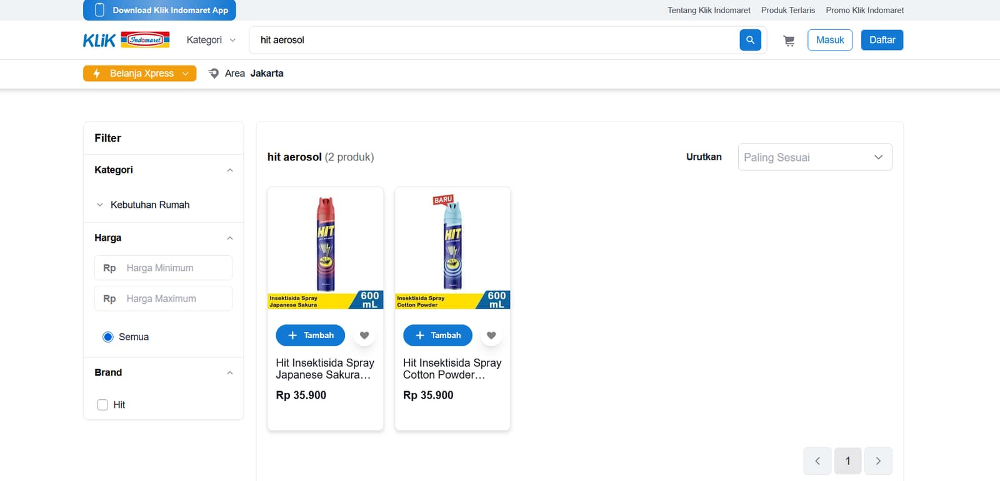 Download Klik Indomaret App
Tentang Klik Indomaret
Produk Terlaris
Promo Klik Indomaret
KLiK Indomaret
Kategori
hit aerosol
Masuk
Daftar
Belanja Xpress
Area Jakarta
Filter
Kategori
Kebutuhan Rumah
Harga
Rp Harga Minimum
Rp Harga Maximum
Semua
Brand
Hit
hit aerosol (2 produk)
Urutkan
Paling Sesuai
HIT
Insektisida Spray
Japanese Sakura
600
mL
Tambah
Hit Insektisida Spray
Japanese Sakura...
Rp 35.900
BARU
HIT
Insektisida Spray
Cotton Powder
600
mL
Tambah
Hit Insektisida Spray
Cotton Powder...
Rp 35.900
1